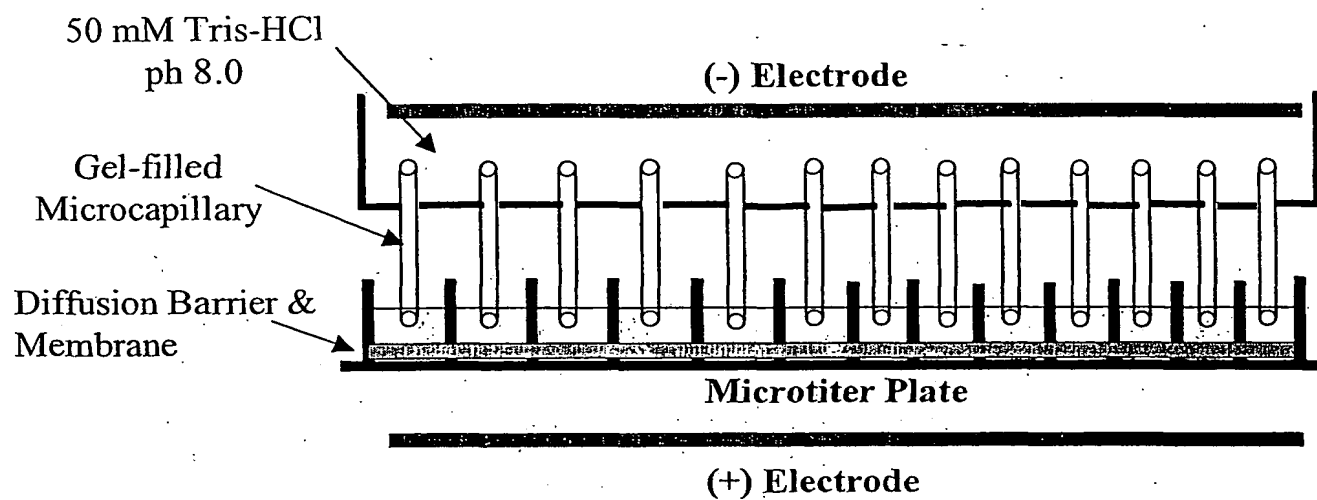 50 mM Tris-HCl
ph 8.0
(-) Electrode
Gel-filled
Microcapillary
Diffusion Barrier &
Membrane
Microtiter Plate
(+) Electrode